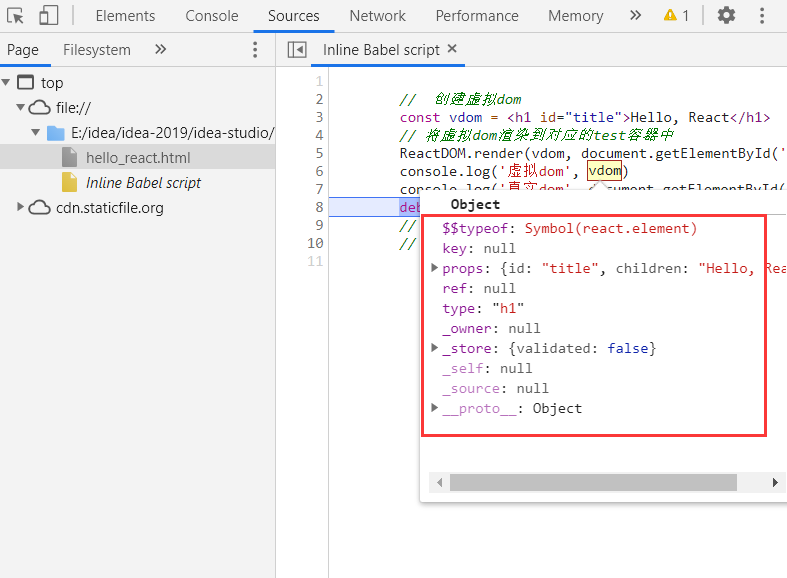 Elements Console Sources Network Performance Memory » 1
Page Filesystem »
Inline Babel script ×
top
file://
E:/idea/idea-2019/idea-studio/
hello_react.html
Inline Babel script
cdn.staticfile.org
1
2 // 创建虚拟dom
3 const vdom = <h1 id="title">Hello, React</h1>
4 // 将虚拟dom渲染到对应的test容器中
5 ReactDOM.render(vdom, document.getElementById('
6 console.log('虚拟dom', vdom)
7 console.log('真实dom', document.getElementById(
8 deb
9 //
10 //
11
Object
$$typeof: Symbol(react.element)
key: null
props: {id: "title", children: "Hello, Rea
ref: null
type: "h1"
_owner: null
_store: {validated: false}
_self: null
_source: null
__proto__: Object